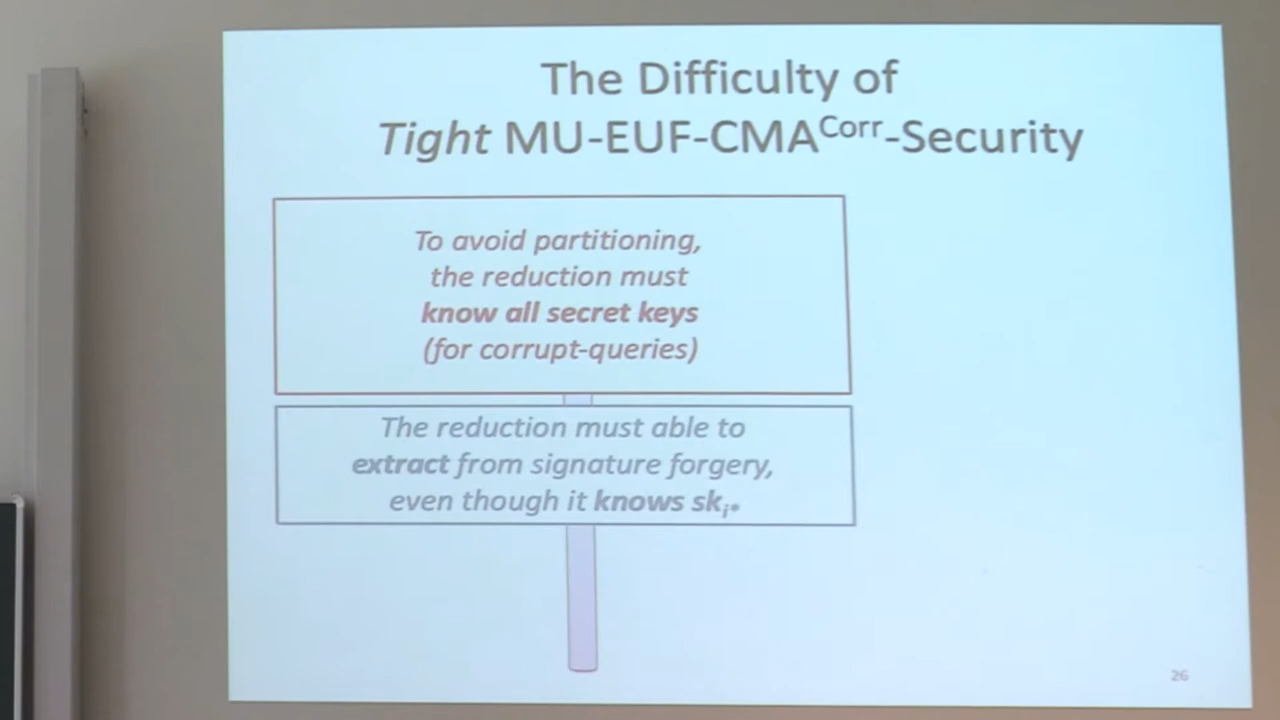 The Difficulty of
Tight MU-EUF-CMA^Corr-Security
To avoid partitioning,
the reduction must
know all secret keys
(for corrupt-queries)
The reduction must able to
extract from signature forgery,
even though it knows sk_i*
26